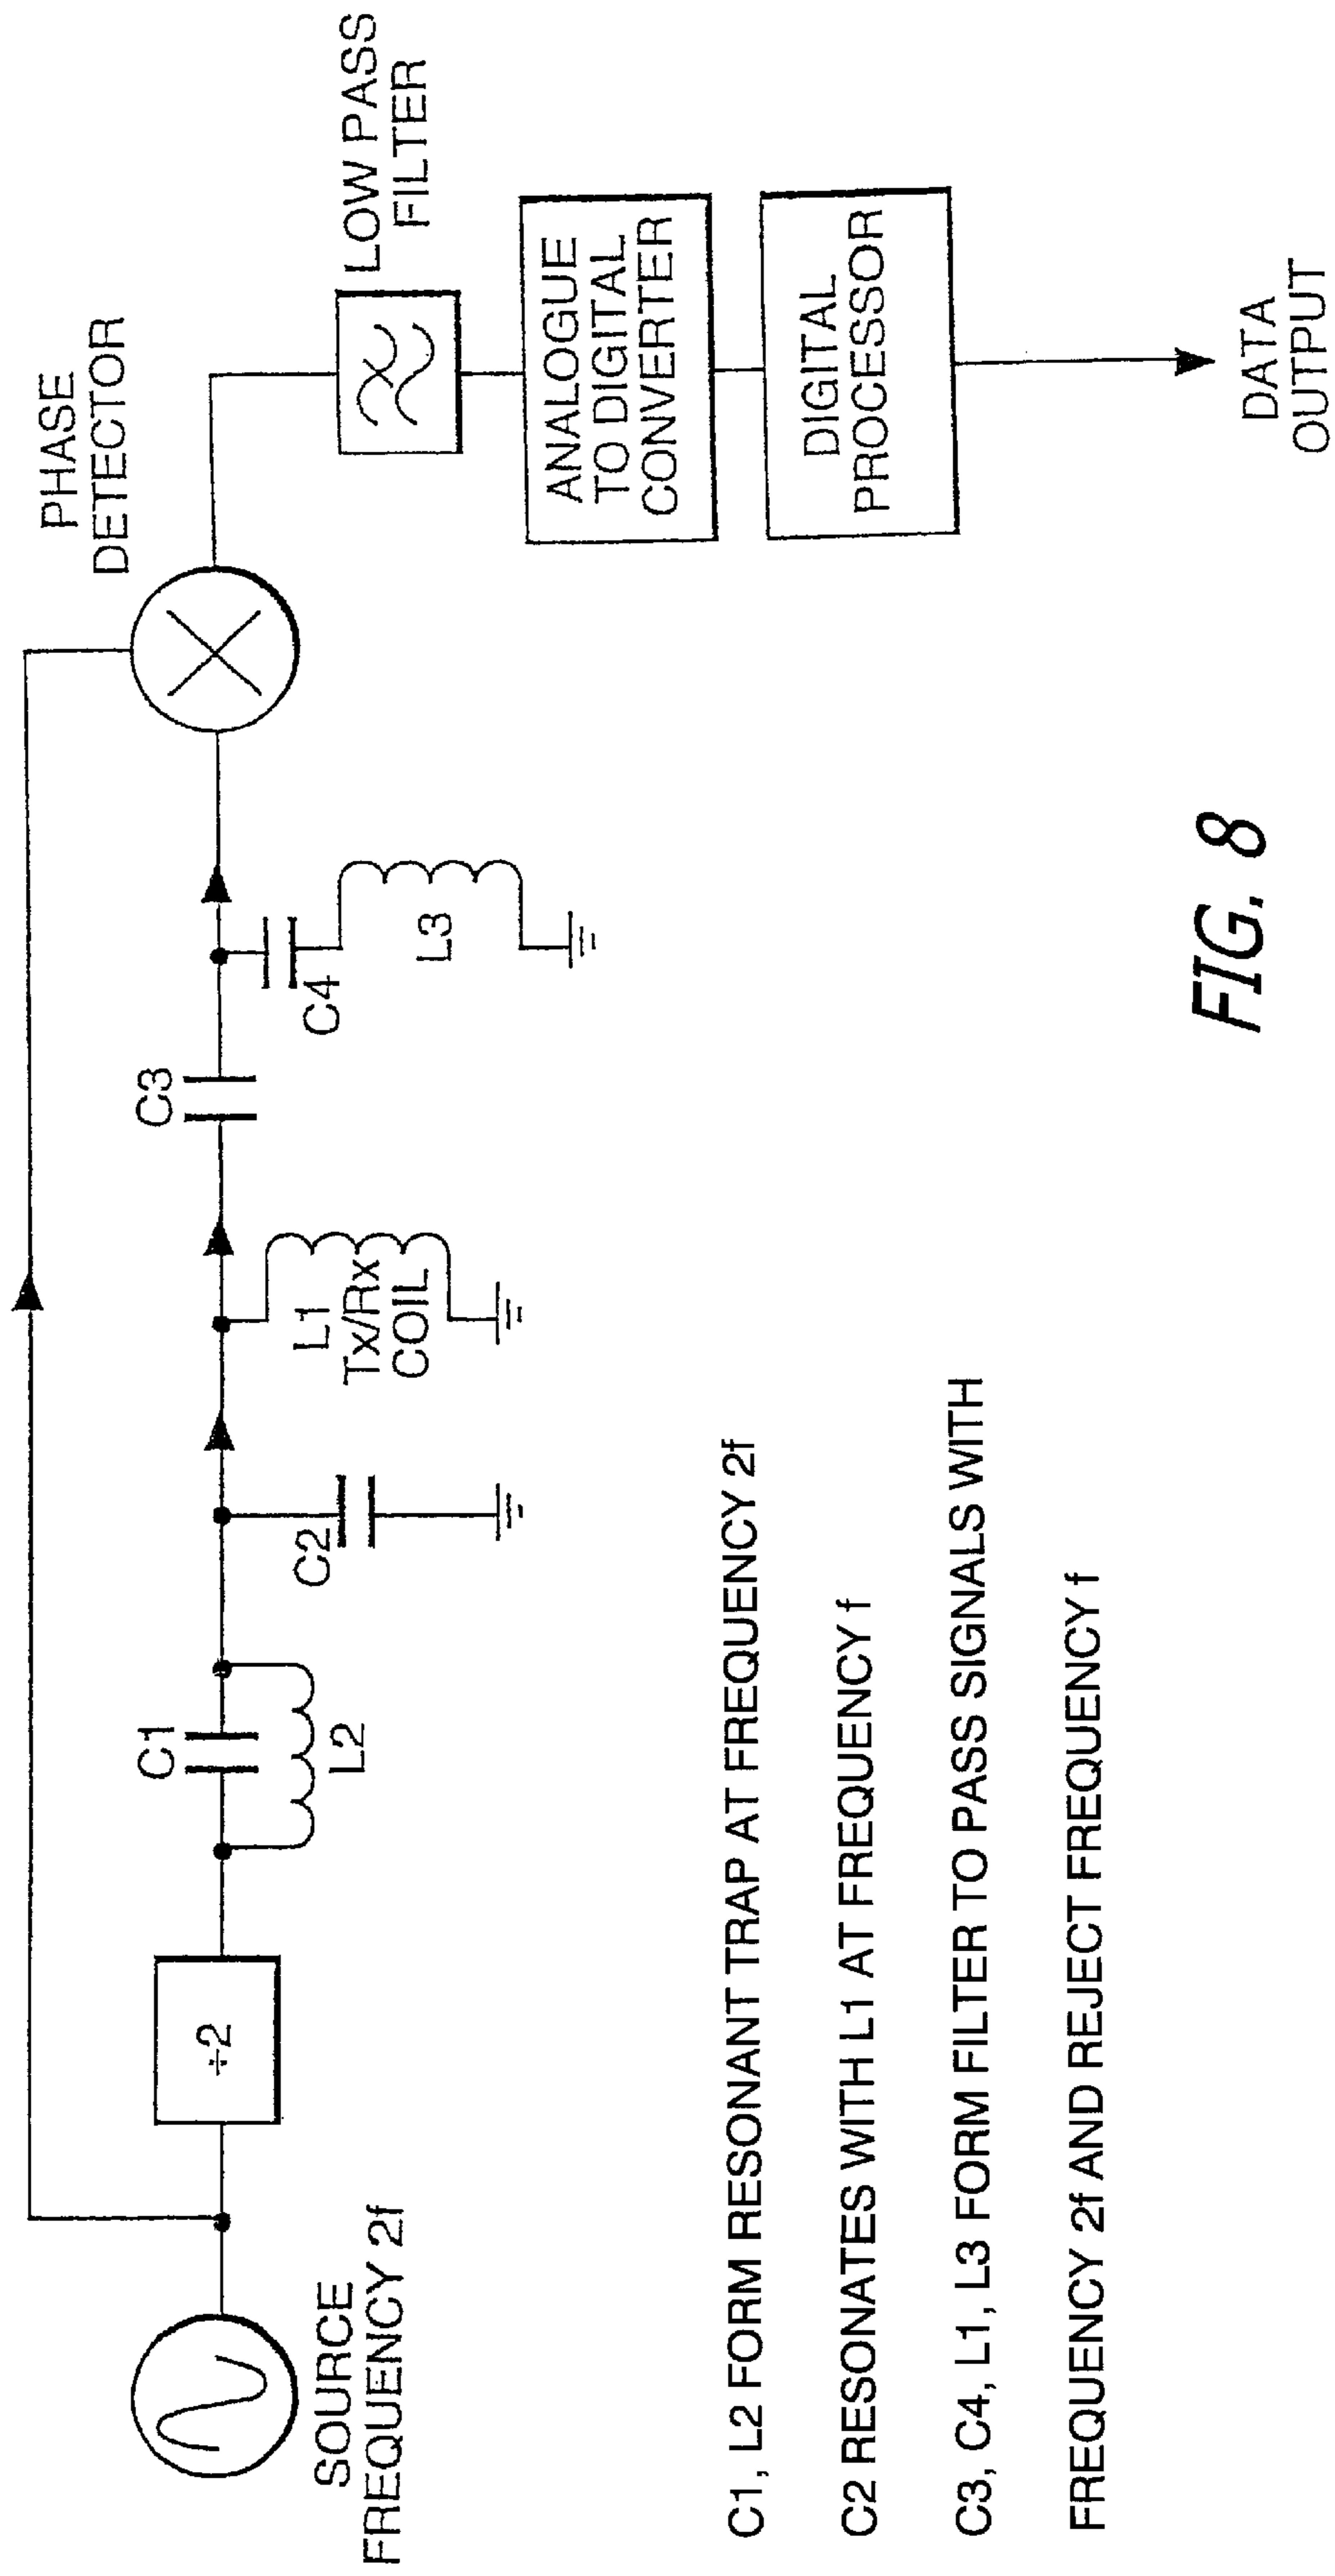 SOURCE
FREQUENCY 2f
÷2
C1
L2
C2
L1
Tx/Rx
COIL
C3
C4
L3
PHASE
DETECTOR
LOW PASS
FILTER
ANALOGUE
TO DIGITAL
CONVERTER
DIGITAL
PROCESSOR
DATA
OUTPUT
C1, L2 FORM RESONANT TRAP AT FREQUENCY 2f
C2 RESONATES WITH L1 AT FREQUENCY f
C3, C4, L1, L3 FORM FILTER TO PASS SIGNALS WITH
FREQUENCY 2f AND REJECT FREQUENCY f
FIG. 8